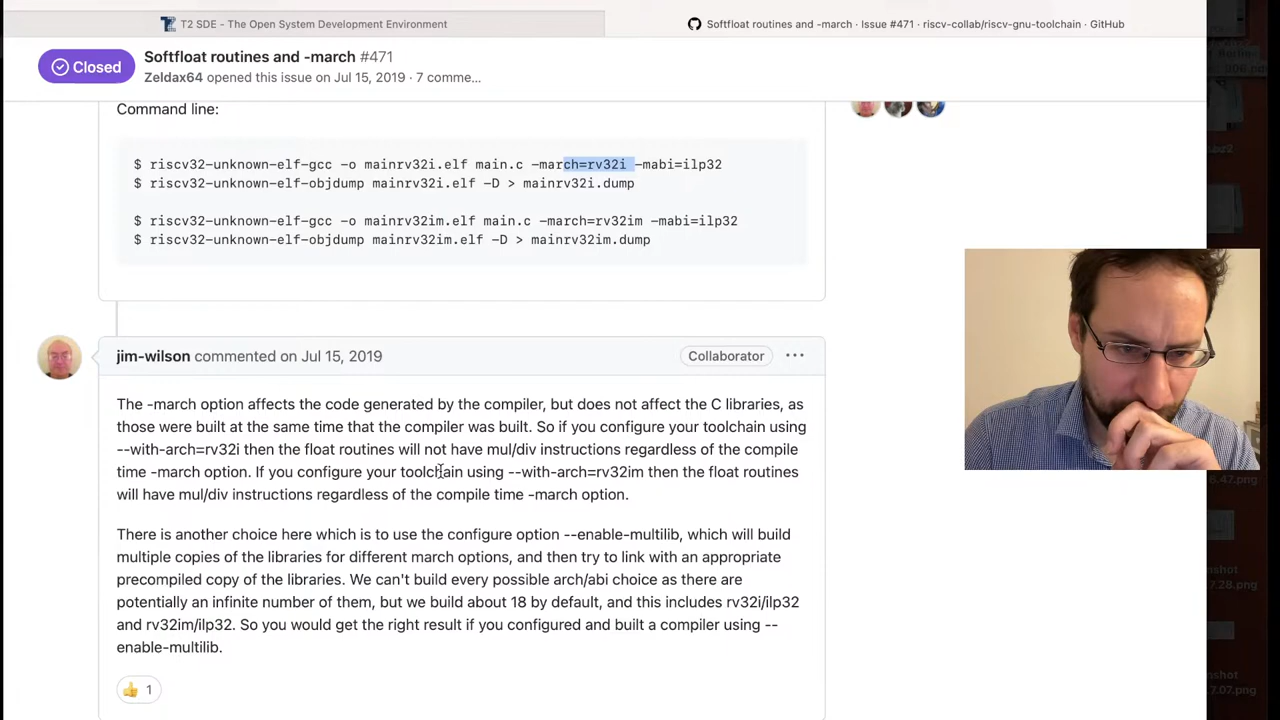 T2 SDE - The Open System Development Environment
Softfloat routines and -march · Issue #471 · riscv-collab/riscv-gnu-toolchain · GitHub
Closed
Softfloat routines and -march #471
Zeldax64 opened this issue on Jul 15, 2019 · 7 comme…
Command line:
$ riscv32-unknown-elf-gcc -o mainrv32i.elf main.c -march=rv32i -mabi=ilp32
$ riscv32-unknown-elf-objdump mainrv32i.elf -D > mainrv32i.dump
$ riscv32-unknown-elf-gcc -o mainrv32im.elf main.c -march=rv32im -mabi=ilp32
$ riscv32-unknown-elf-objdump mainrv32im.elf -D > mainrv32im.dump
jim-wilson commented on Jul 15, 2019
Collaborator
The -march option affects the code generated by the compiler, but does not affect the C libraries, as
those were built at the same time that the compiler was built. So if you configure your toolchain using
--with-arch=rv32i then the float routines will not have mul/div instructions regardless of the compile
time -march option. If you configure your toolchain using --with-arch=rv32im then the float routines
will have mul/div instructions regardless of the compile time -march option.
There is another choice here which is to use the configure option --enable-multilib, which will build
multiple copies of the libraries for different march options, and then try to link with an appropriate
precompiled copy of the libraries. We can't build every possible arch/abi choice as there are
potentially an infinite number of them, but we build about 18 by default, and this includes rv32i/ilp32
and rv32im/ilp32. So you would get the right result if you configured and built a compiler using --
enable-multilib.
👍 1